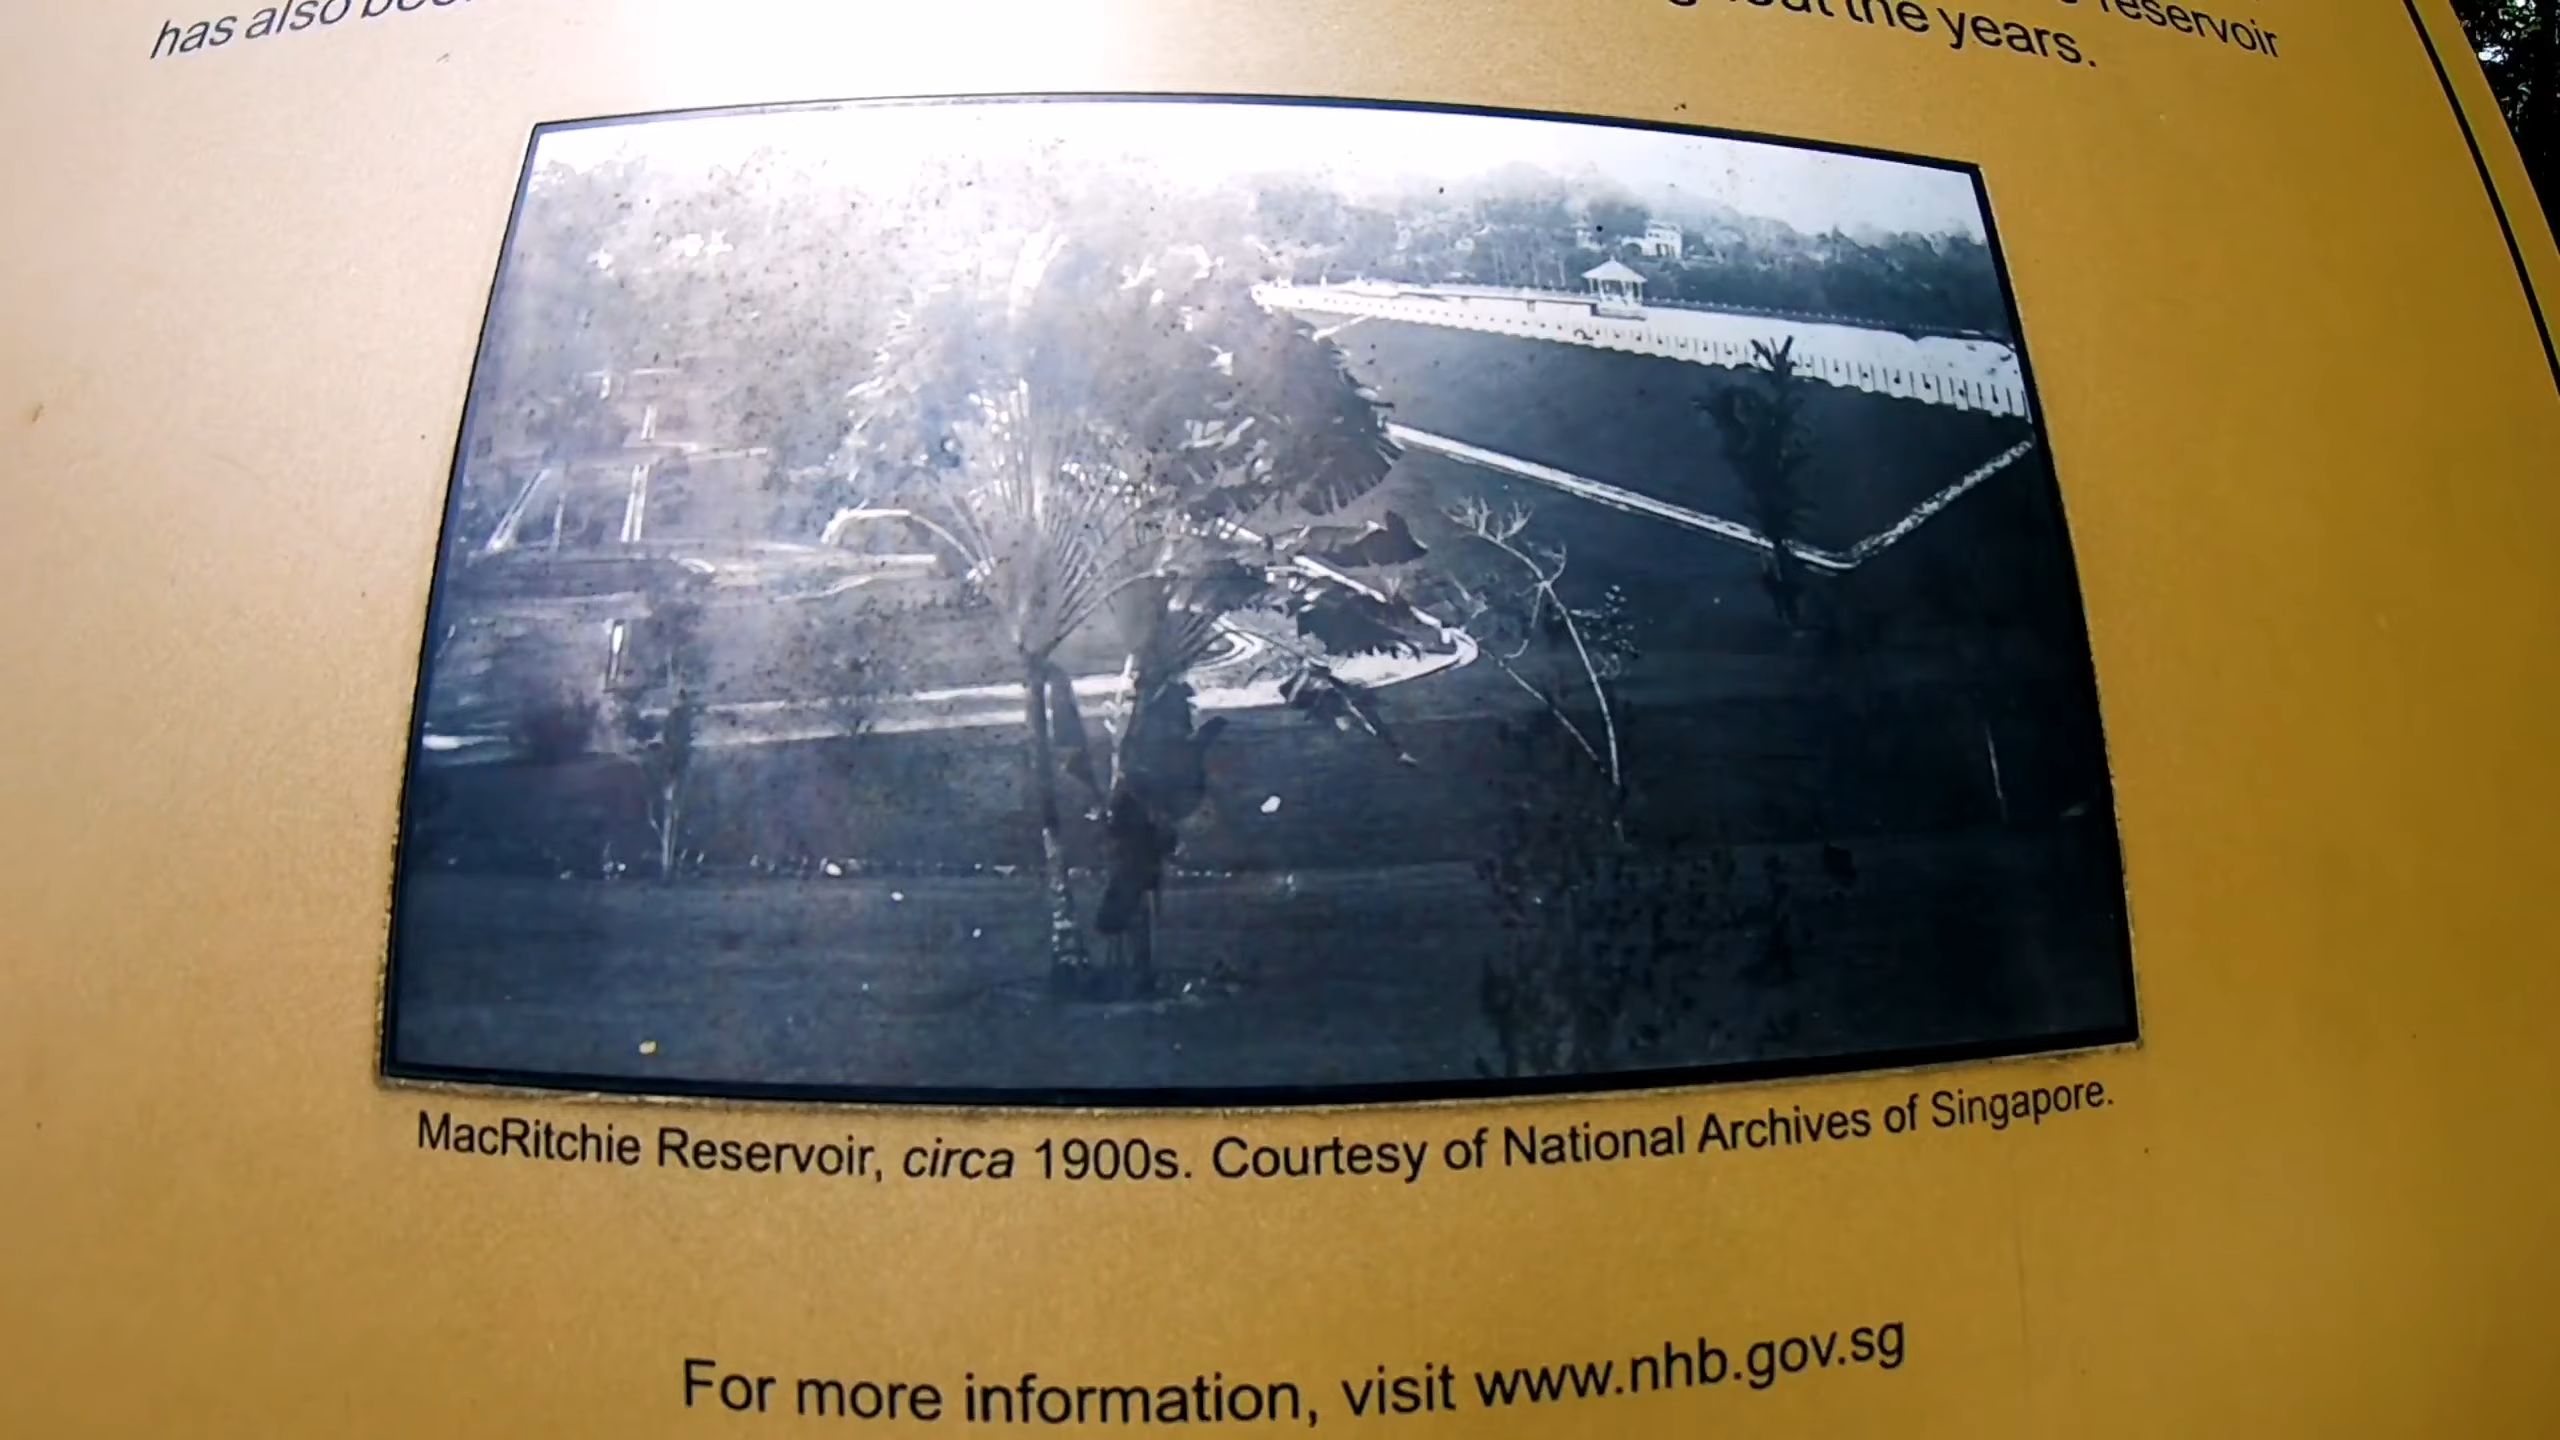 has also
reservoir
the years.
MacRitchie Reservoir, circa 1900s. Courtesy of National Archives of Singapore.
For more information, visit www.nhb.gov.sg